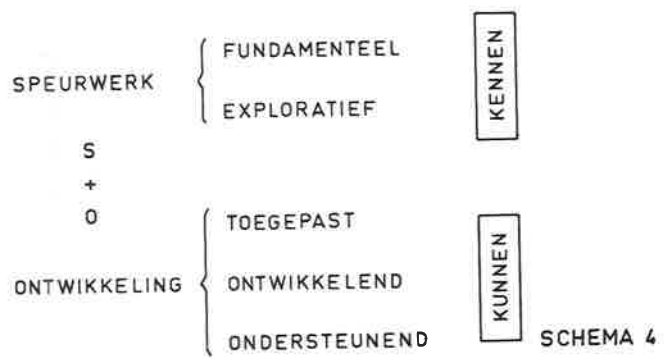 FUNDAMENTEEL
SPEURWERK
EXPLORATIEF
KENNEN
S
+
O
TOEGEPAST
ONTWIKKELING
ONTWIKKELEND
ONDERSTEUNEND
KUNNEN
SCHEMA 4